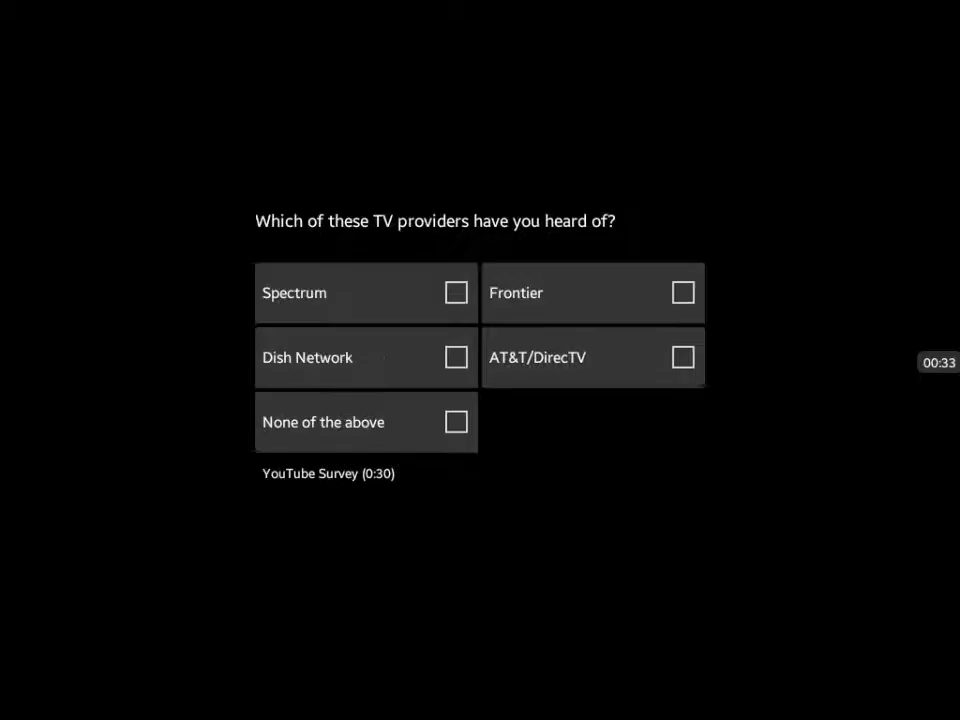 Which of these TV providers have you heard of?
Spectrum
Frontier
Dish Network
AT&T/DirecTV
00:33
None of the above
YouTube Survey (0:30)